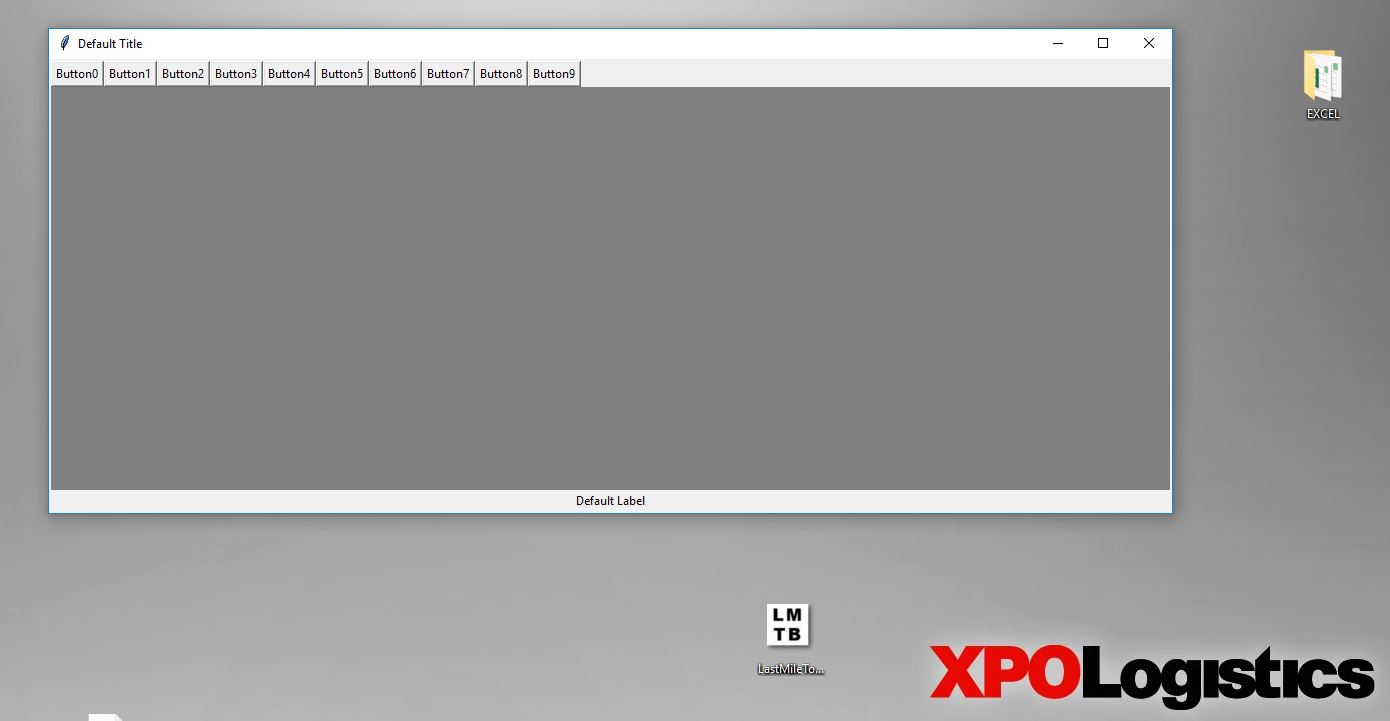 Default Title
Button0 Button1 Button2 Button3 Button4 Button5 Button6 Button7 Button8 Button9
EXCEL
Default Label
LM
TB
LastMileTo...
XPOLogistics